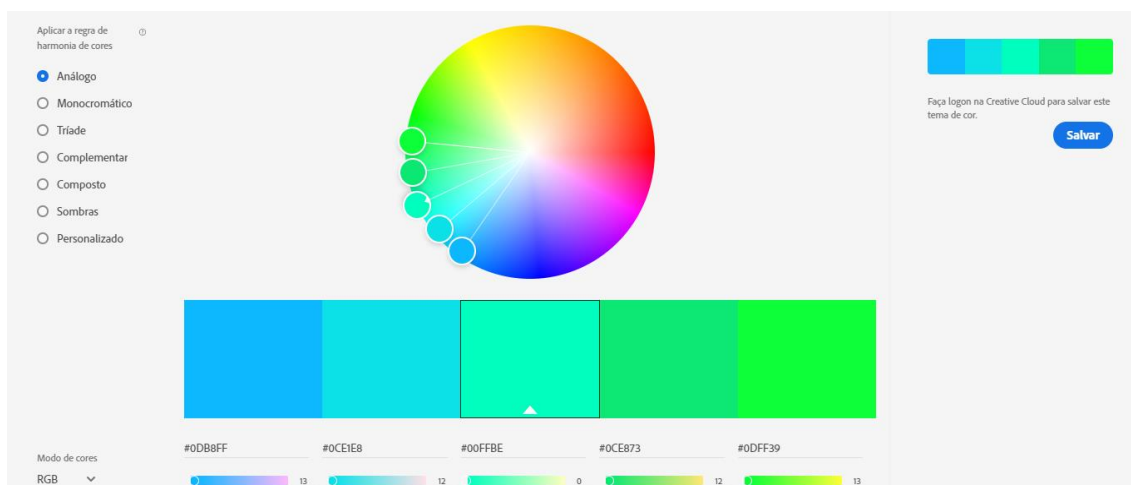 Aplicar a regra de
harmonia de cores
Análogo
Monocromático
Tríade
Complementar
Composto
Sombras
Personalizado
Faça logon na Creative Cloud para salvar este
tema de cor.
Salvar
#0DB8FF
#0CE1E8
#00FFBE
#0CE873
#0DFF39
Modo de cores
RGB
13
12
0
12
13